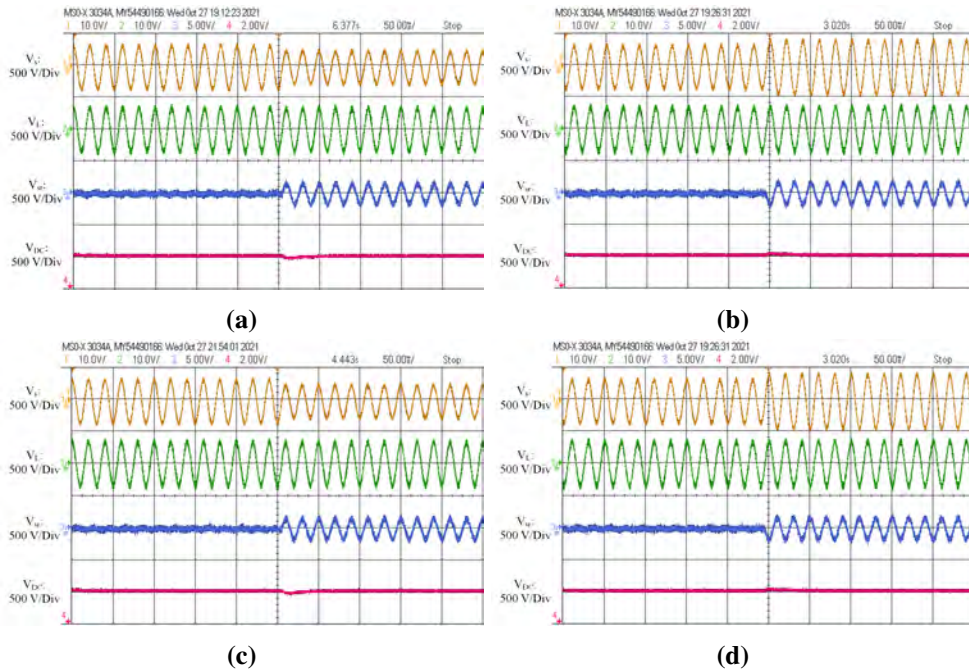 MSO-X 3034A, MY54490166: Wed Oct 27 19:12:23 2021
1 10.0V/ 2 10.0V/ 3 5.00V/ 4 2.00V/ 6.377s 50.00ms/ Stop
Vs:
500 V/Div
VL:
500 V/Div
Vse:
500 V/Div
VDC:
500 V/Div
4
(a)
MSO-X 3034A, MY54490166: Wed Oct 27 19:26:31 2021
1 10.0V/ 2 10.0V/ 3 5.00V/ 4 2.00V/ 3.020s 50.00ms/ Stop
Vs:
500 V/Div
VL:
500 V/Div
Vse:
500 V/Div
VDC:
500 V/Div
4
(b)
MSO-X 3034A, MY54490166: Wed Oct 27 21:54:01 2021
1 10.0V/ 2 10.0V/ 3 5.00V/ 4 2.00V/ 4.443s 50.00ms/ Stop
Vs:
500 V/Div
VL:
500 V/Div
Vse:
500 V/Div
VDC:
500 V/Div
4
(c)
MSO-X 3034A, MY54490166: Wed Oct 27 19:26:31 2021
1 10.0V/ 2 10.0V/ 3 5.00V/ 4 2.00V/ 3.020s 50.00ms/ Stop
Vs:
500 V/Div
VL:
500 V/Div
Vse:
500 V/Div
VDC:
500 V/Div
4
(d)